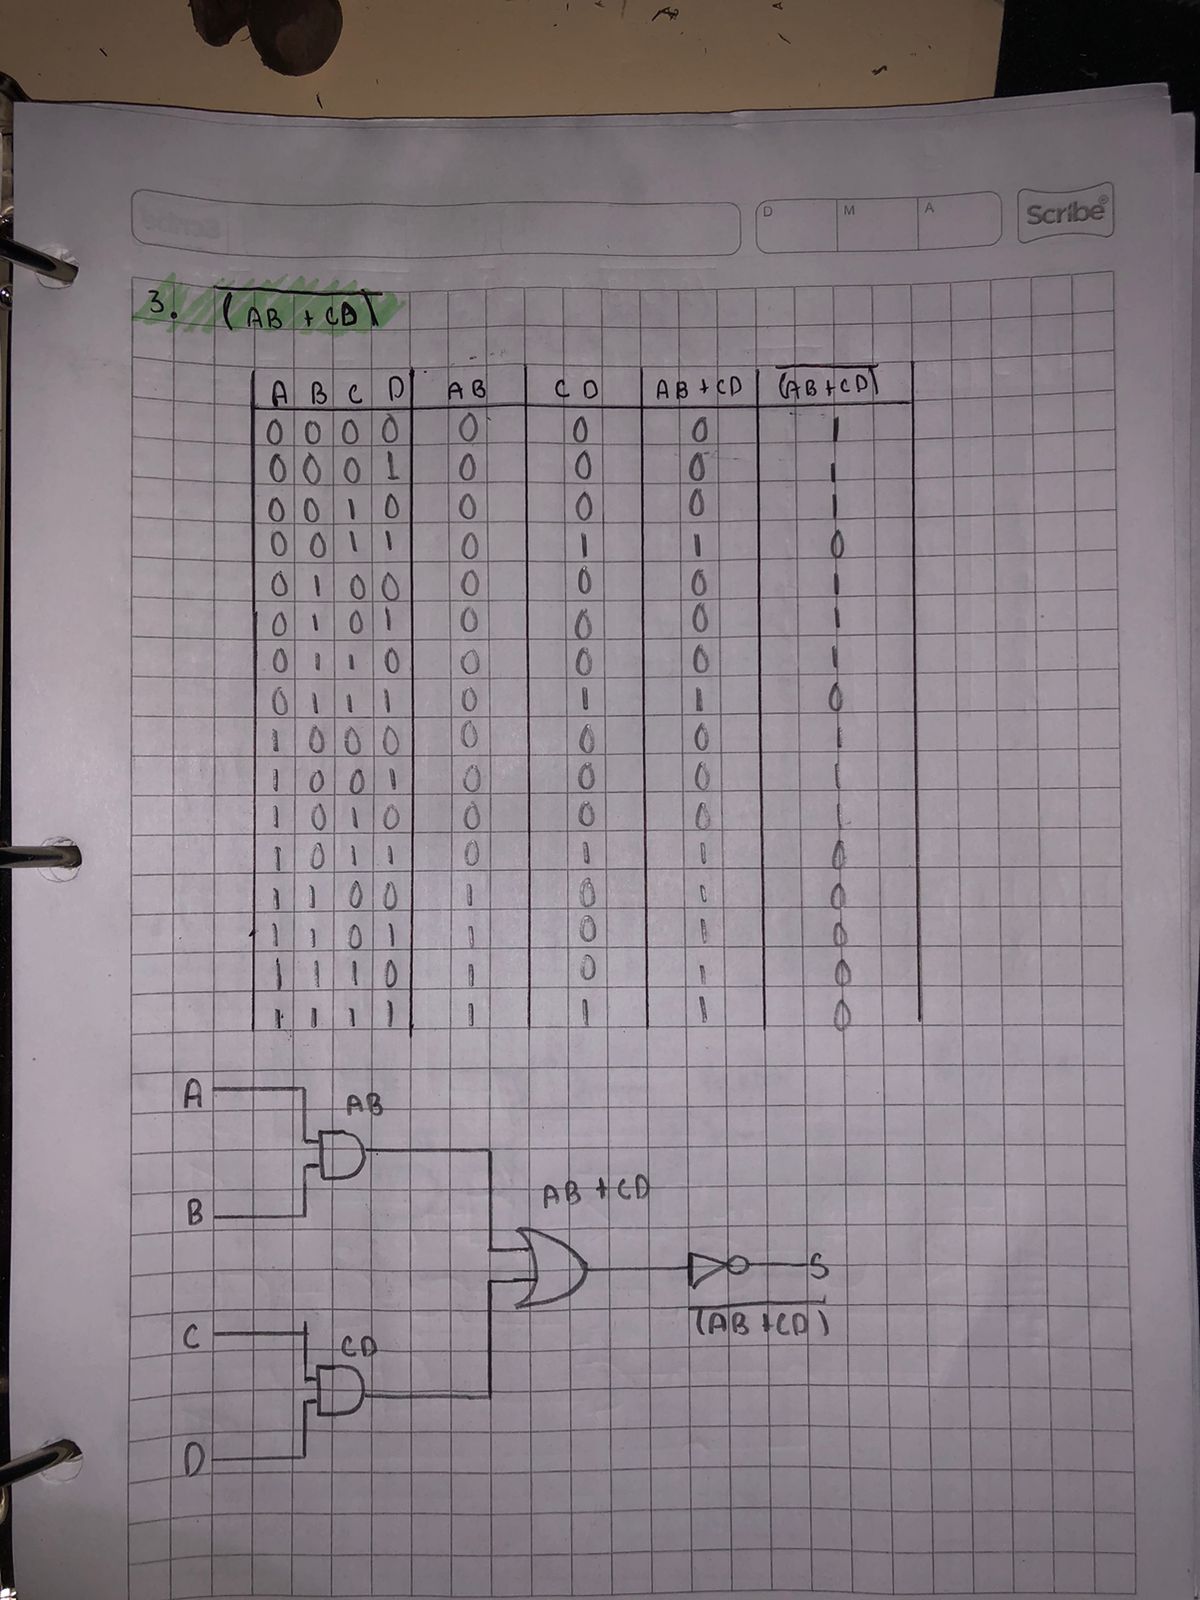 Scribe
D M A
3. (AB + CD)
A B C D AB CD AB+CD (AB+CD)
0 0 0 0 0 0 0 1
0 0 0 1 0 0 0 1
0 0 1 0 0 0 0 1
0 0 1 1 0 1 1 0
0 1 0 0 0 0 0 1
0 1 0 1 0 0 0 1
0 1 1 0 0 0 0 1
0 1 1 1 0 1 1 0
1 0 0 0 0 0 0 1
1 0 0 1 0 0 0 1
1 0 1 0 0 0 0 1
1 0 1 1 0 1 1 0
1 1 0 0 1 0 1 0
1 1 0 1 1 0 1 0
1 1 1 0 1 0 1 0
1 1 1 1 1 1 1 0
A
AB
B
AB + CD
S
(AB+CD)
C
CD
D